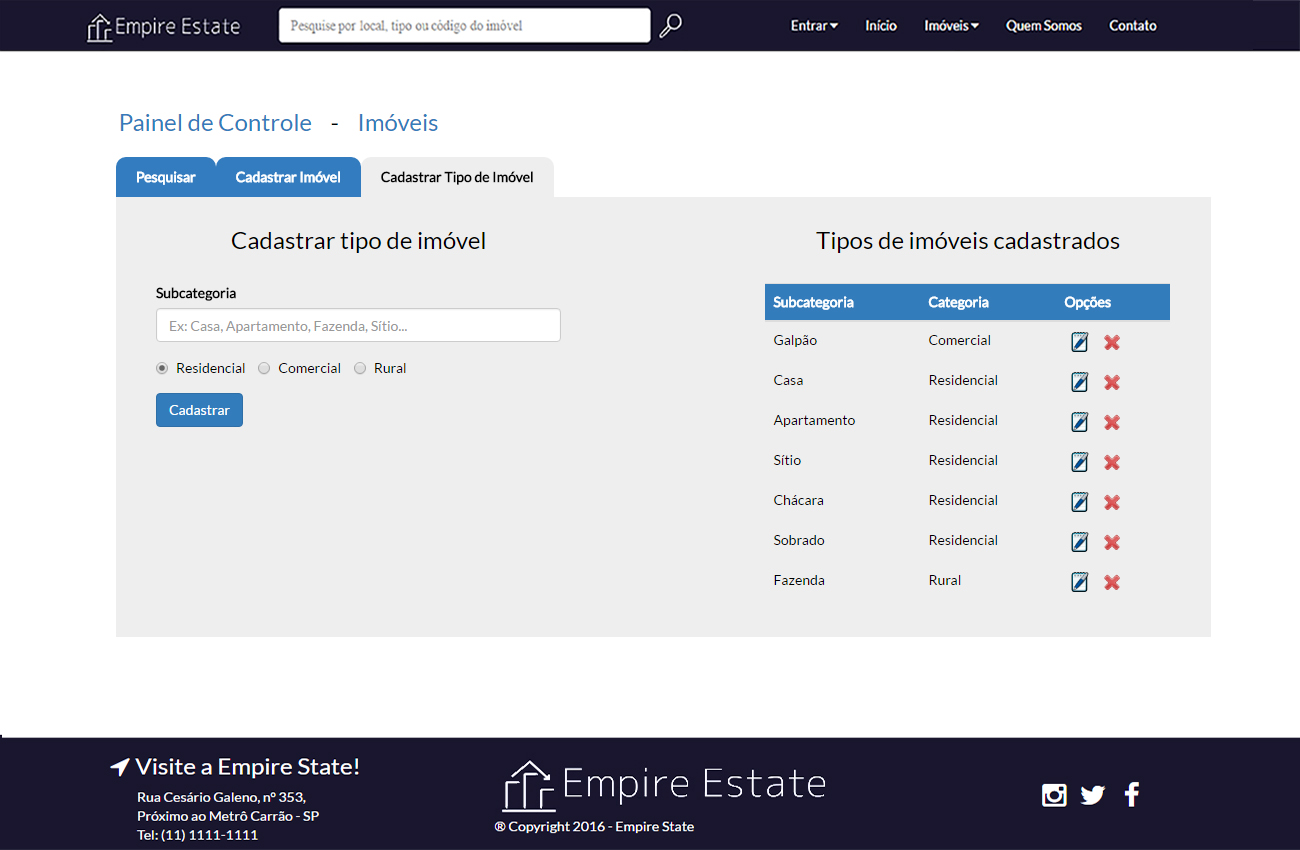 Empire Estate
Pesquise por local, tipo ou código do imóvel
Entrar Início Imóveis Quem Somos Contato
Painel de Controle - Imóveis
Pesquisar Cadastrar Imóvel Cadastrar Tipo de Imóvel
Cadastrar tipo de imóvel
Subcategoria
Ex: Casa, Apartamento, Fazenda, Sítio...
Residencial Comercial Rural
Cadastrar
Tipos de imóveis cadastrados
Subcategoria Categoria Opções
Galpão Comercial
Casa Residencial
Apartamento Residencial
Sítio Residencial
Chácara Residencial
Sobrado Residencial
Fazenda Rural
Visite a Empire State!
Rua Cesário Galeno, nº 353,
Próximo ao Metrô Carrão - SP
Tel: (11) 1111-1111
Empire Estate
® Copyright 2016 - Empire State